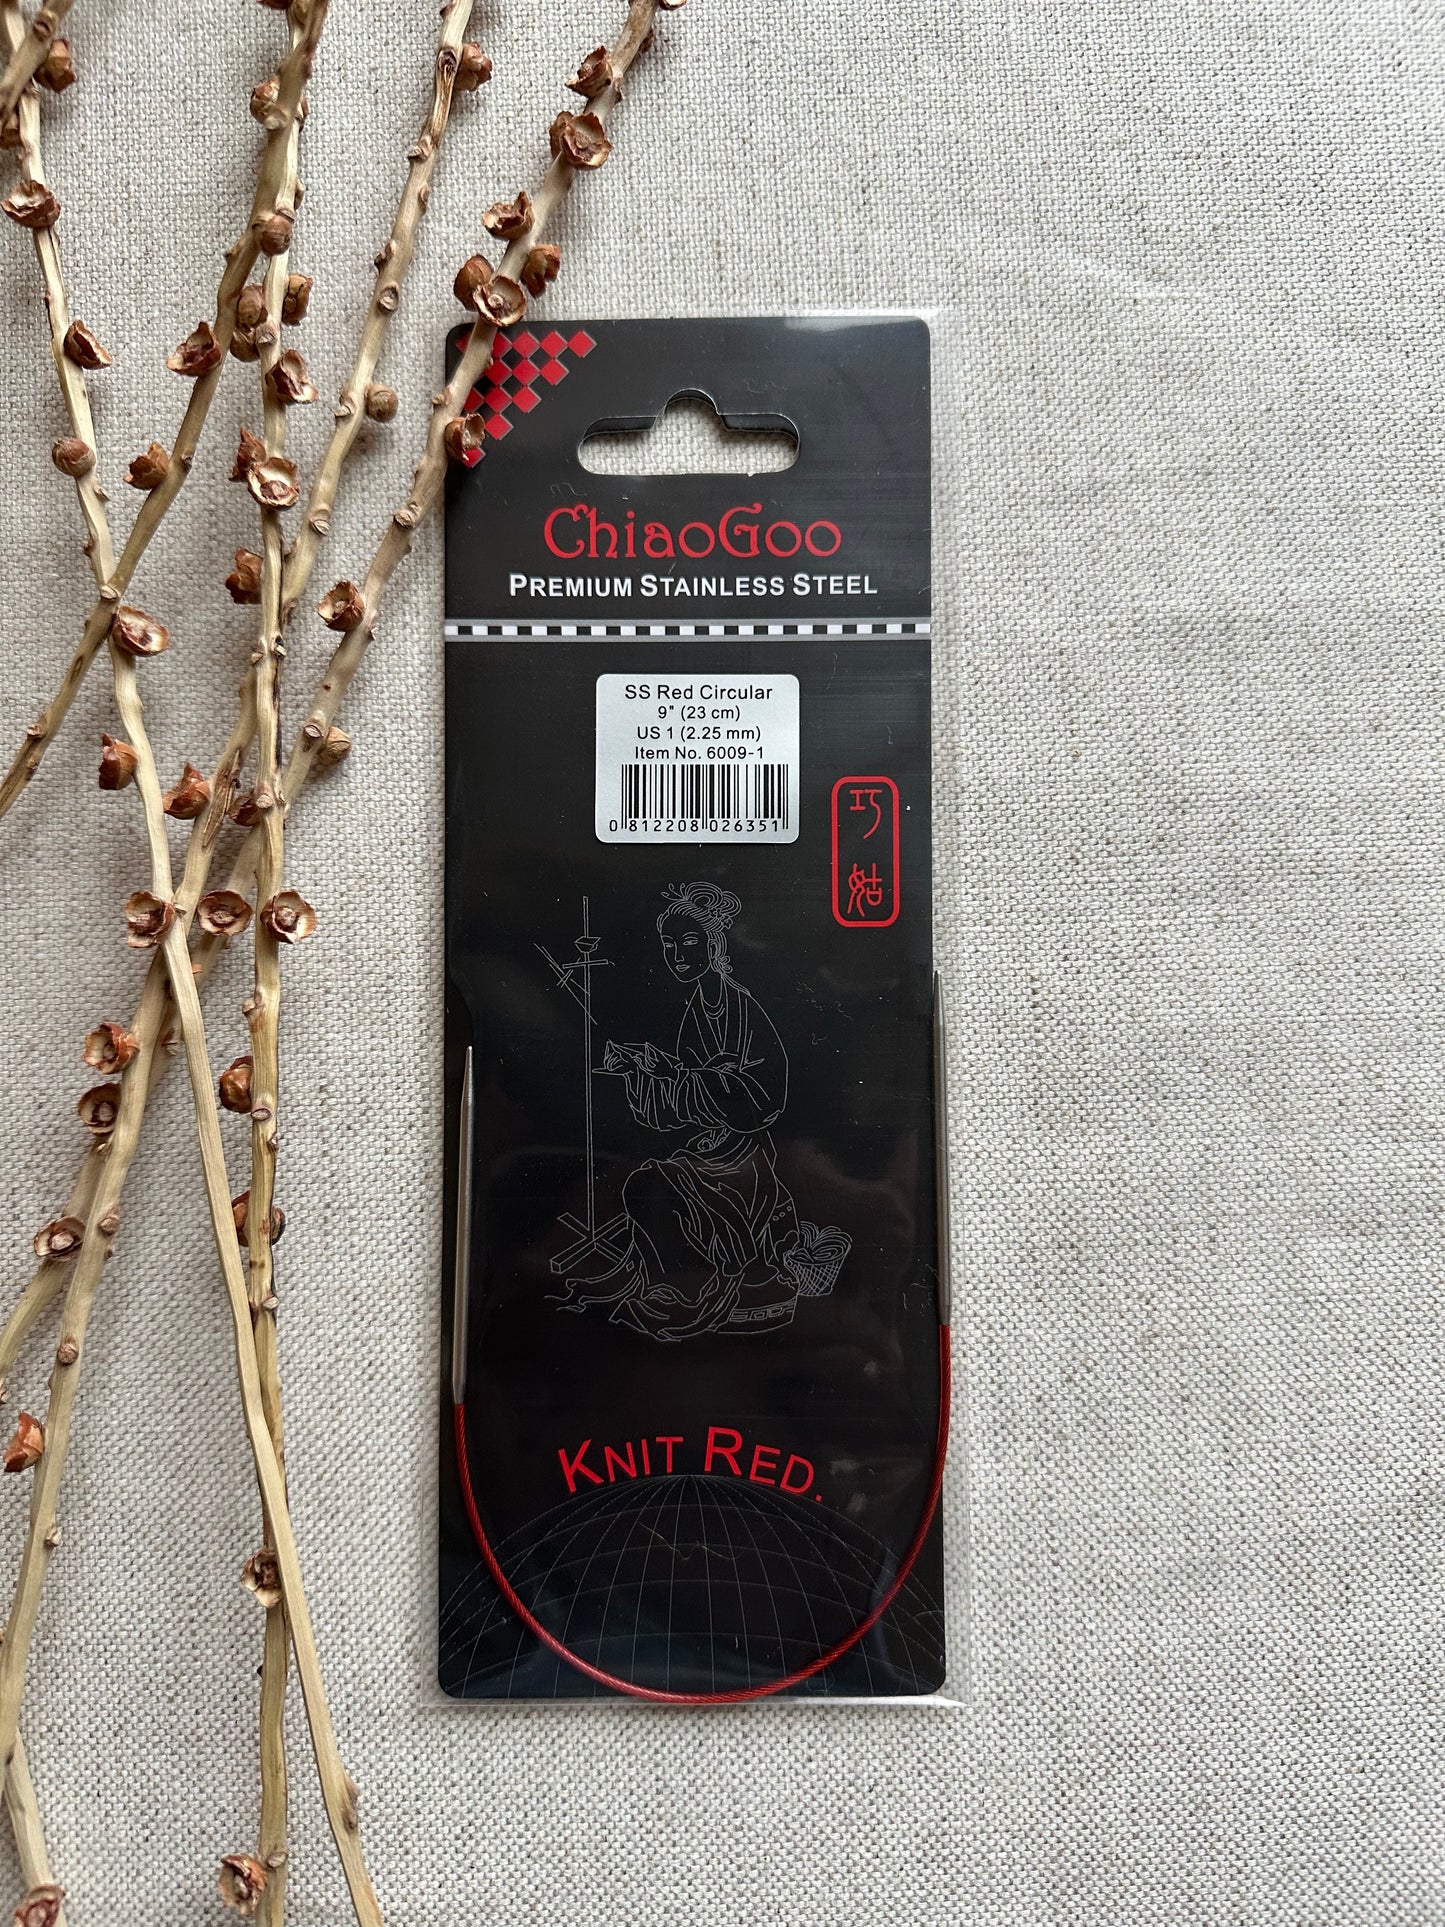 ChiaoGoo
PREMIUM STAINLESS STEEL
SS Red Circular
9" (23 cm)
US 1 (2.25 mm)
Item No. 6009-1
0 812208 026351
巧姑
KNIT RED.